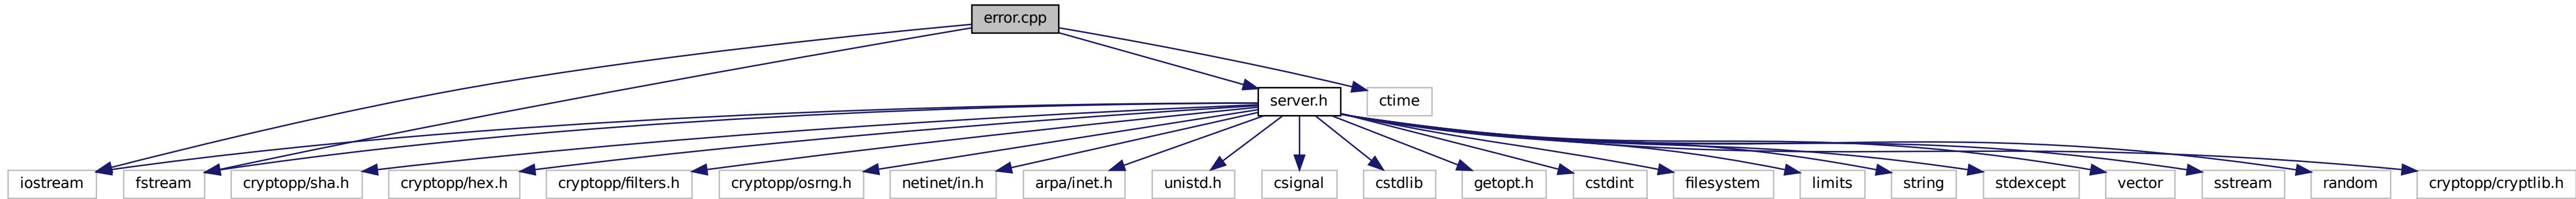 error.cpp
server.h
ctime
iostream
fstream
cryptopp/sha.h
cryptopp/hex.h
cryptopp/filters.h
cryptopp/osrng.h
netinet/in.h
arpa/inet.h
unistd.h
csignal
cstdlib
getopt.h
cstdint
filesystem
limits
string
stdexcept
vector
sstream
random
cryptopp/cryptlib.h